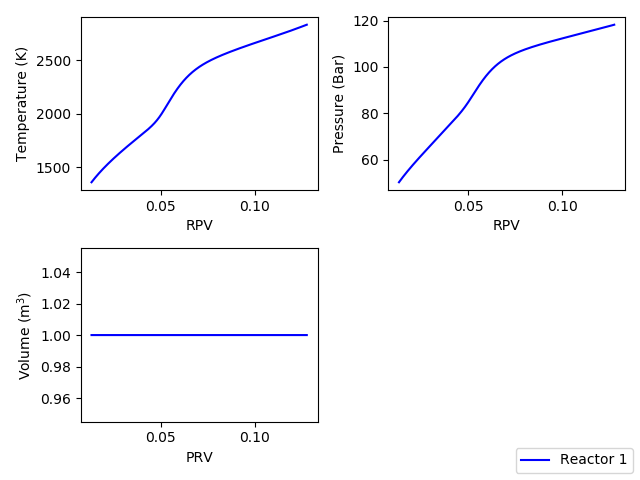 Temperature (K)
2500
2000
1500
0.05 0.10
RPV
Pressure (Bar)
120
100
80
60
0.05 0.10
RPV
Volume (m³)
1.04
1.02
1.00
0.98
0.96
0.05 0.10
PRV
Reactor 1